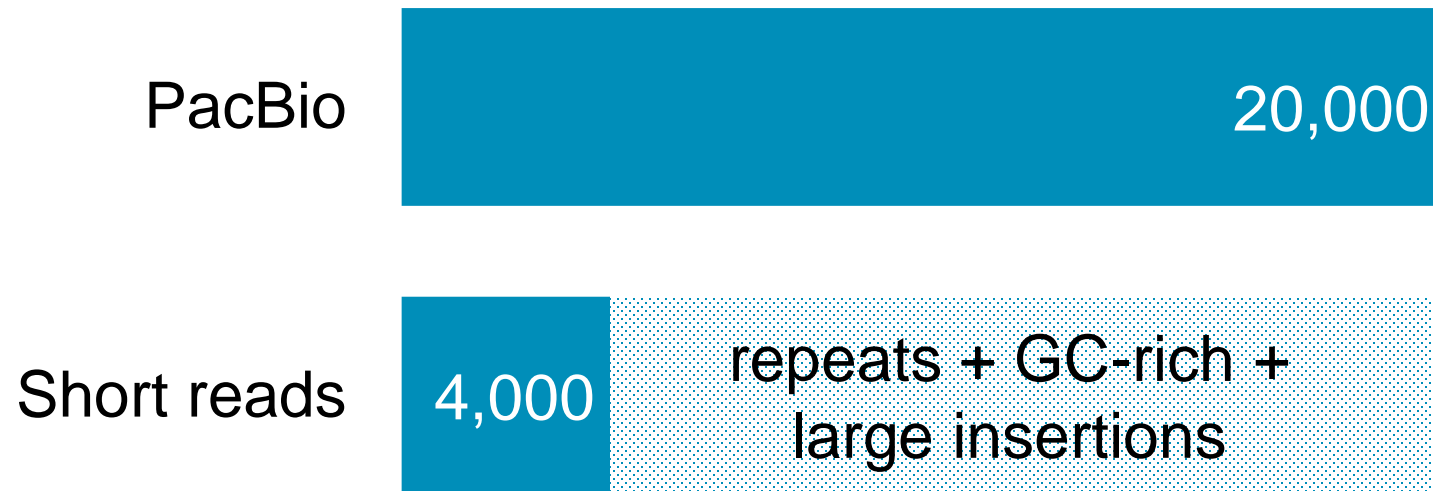 PacBio
20,000
Short reads
4,000
repeats + GC-rich +
large insertions